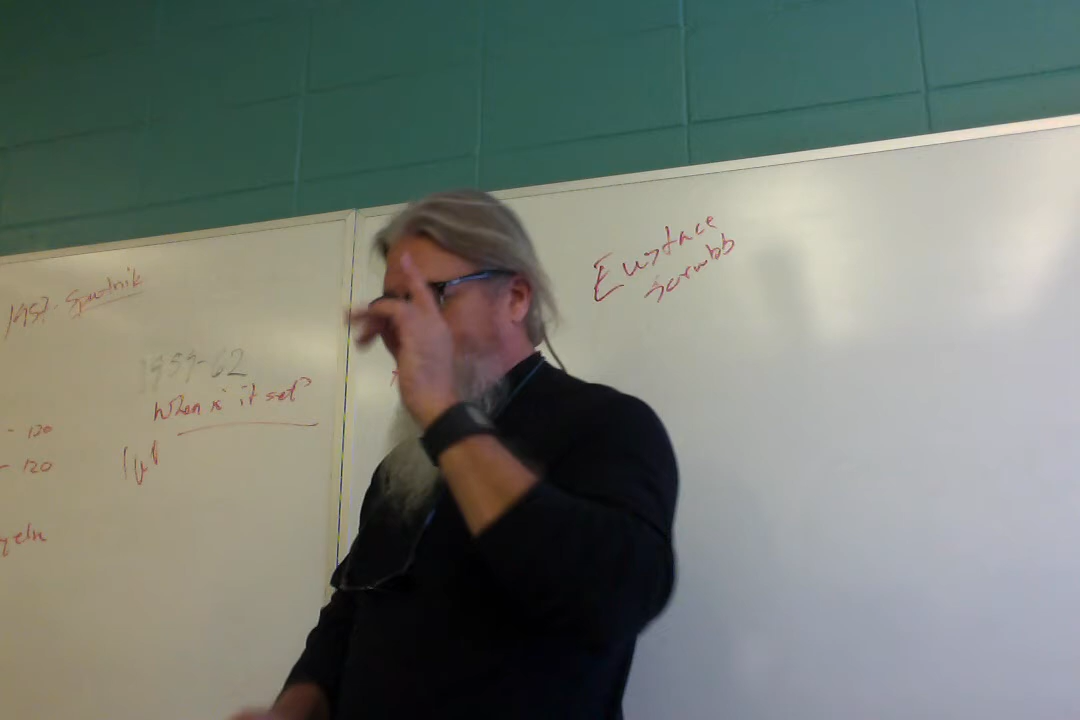 1957- Sputnik
1959-62
When is it set?
- 120
- 120
Eustace
Scrubb